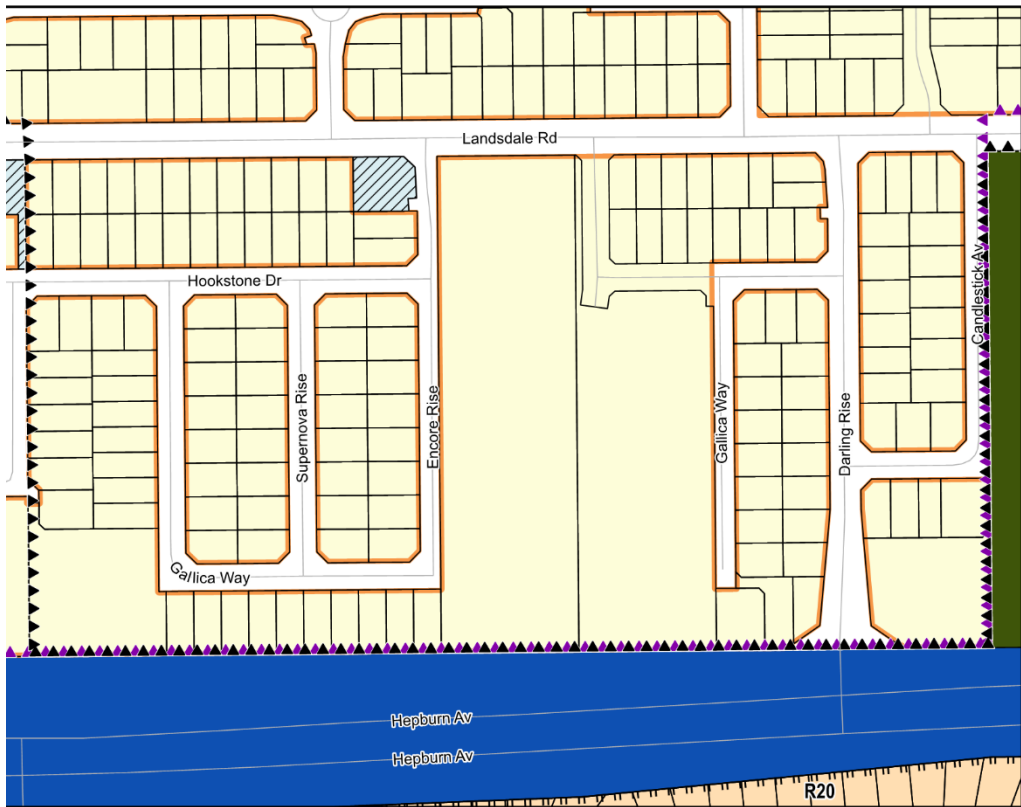 Landsdale Rd
Hookstone Dr
Candlestick Av
Supernova Rise
Encore Rise
Gallica Way
Darling Rise
Gallica Way
Hepburn Av
Hepburn Av
R20